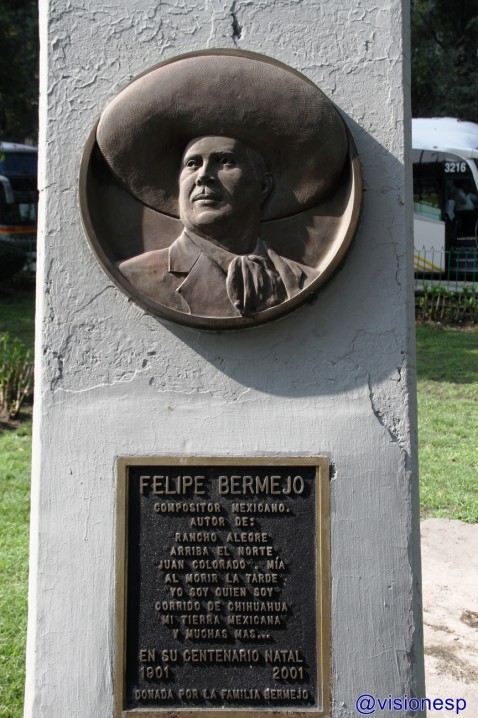 3216
FELIPE BERMEJO
COMPOSITOR MEXICANO.
AUTOR DE:
RANCHO ALEGRE
ARRIBA EL NORTE
JUAN COLORADO". MÍA
AL MORIR LA TARDE
"YO SOY QUIEN SOY
CORRIDO DE CHIHUAHUA
MI TIERRA MEXICANA
Y MUCHAS MAS...
EN SU CENTENARIO NATAL
1901 2001
DONADA POR LA FAMILIA BERMEJO
@visionesp